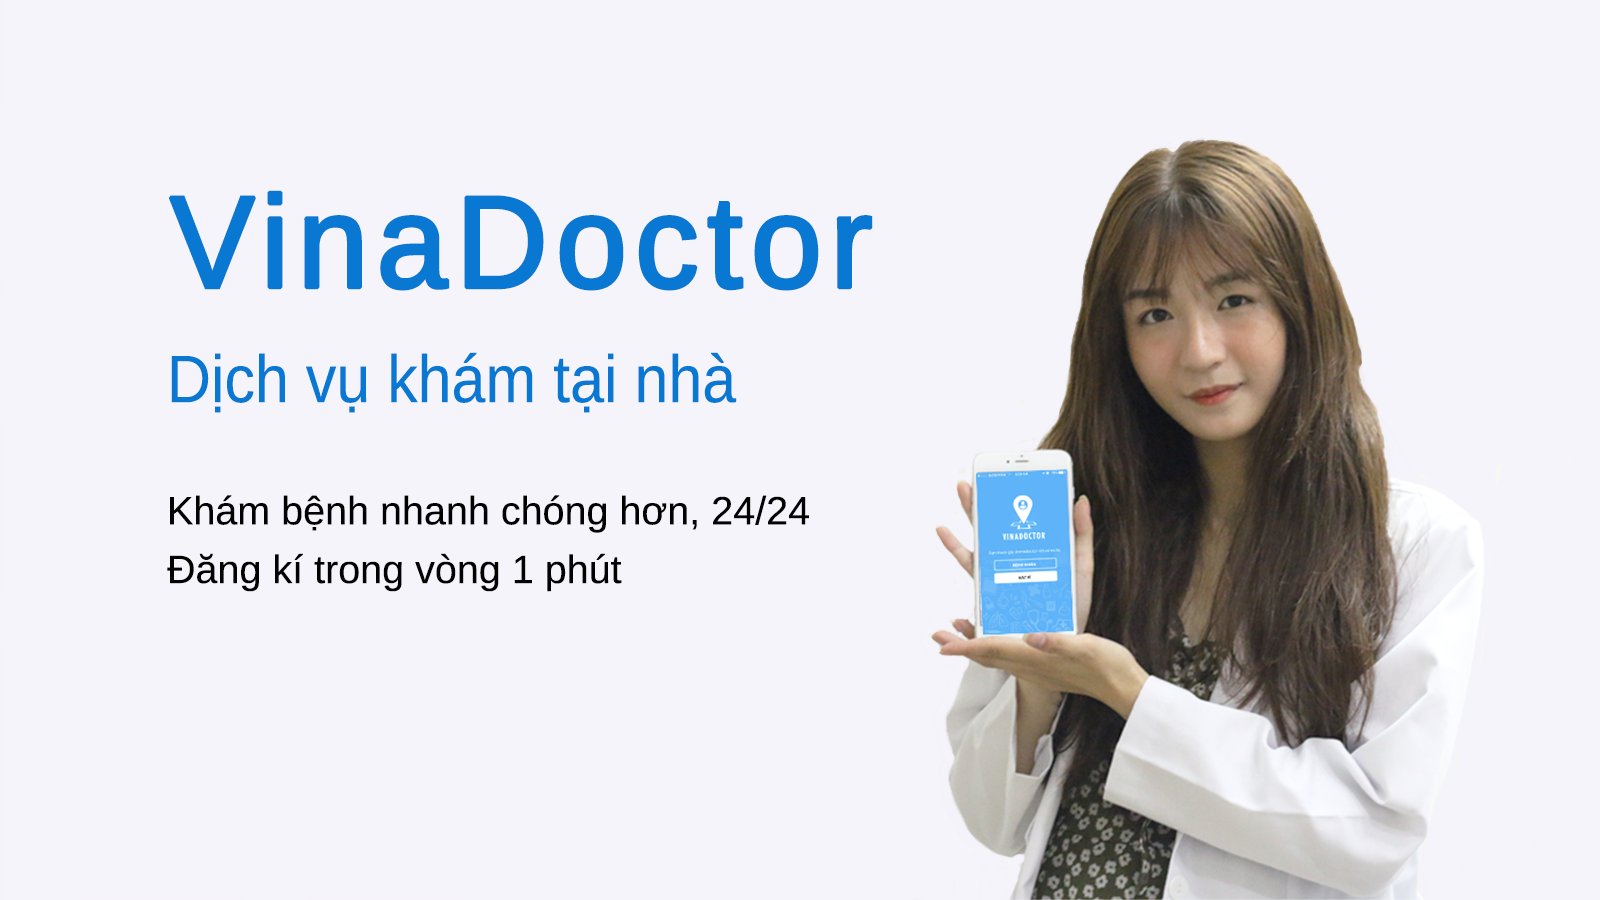 VinaDoctor
Dịch vụ khám tại nhà
Khám bệnh nhanh chóng hơn, 24/24
Đăng kí trong vòng 1 phút
VINADOCTOR